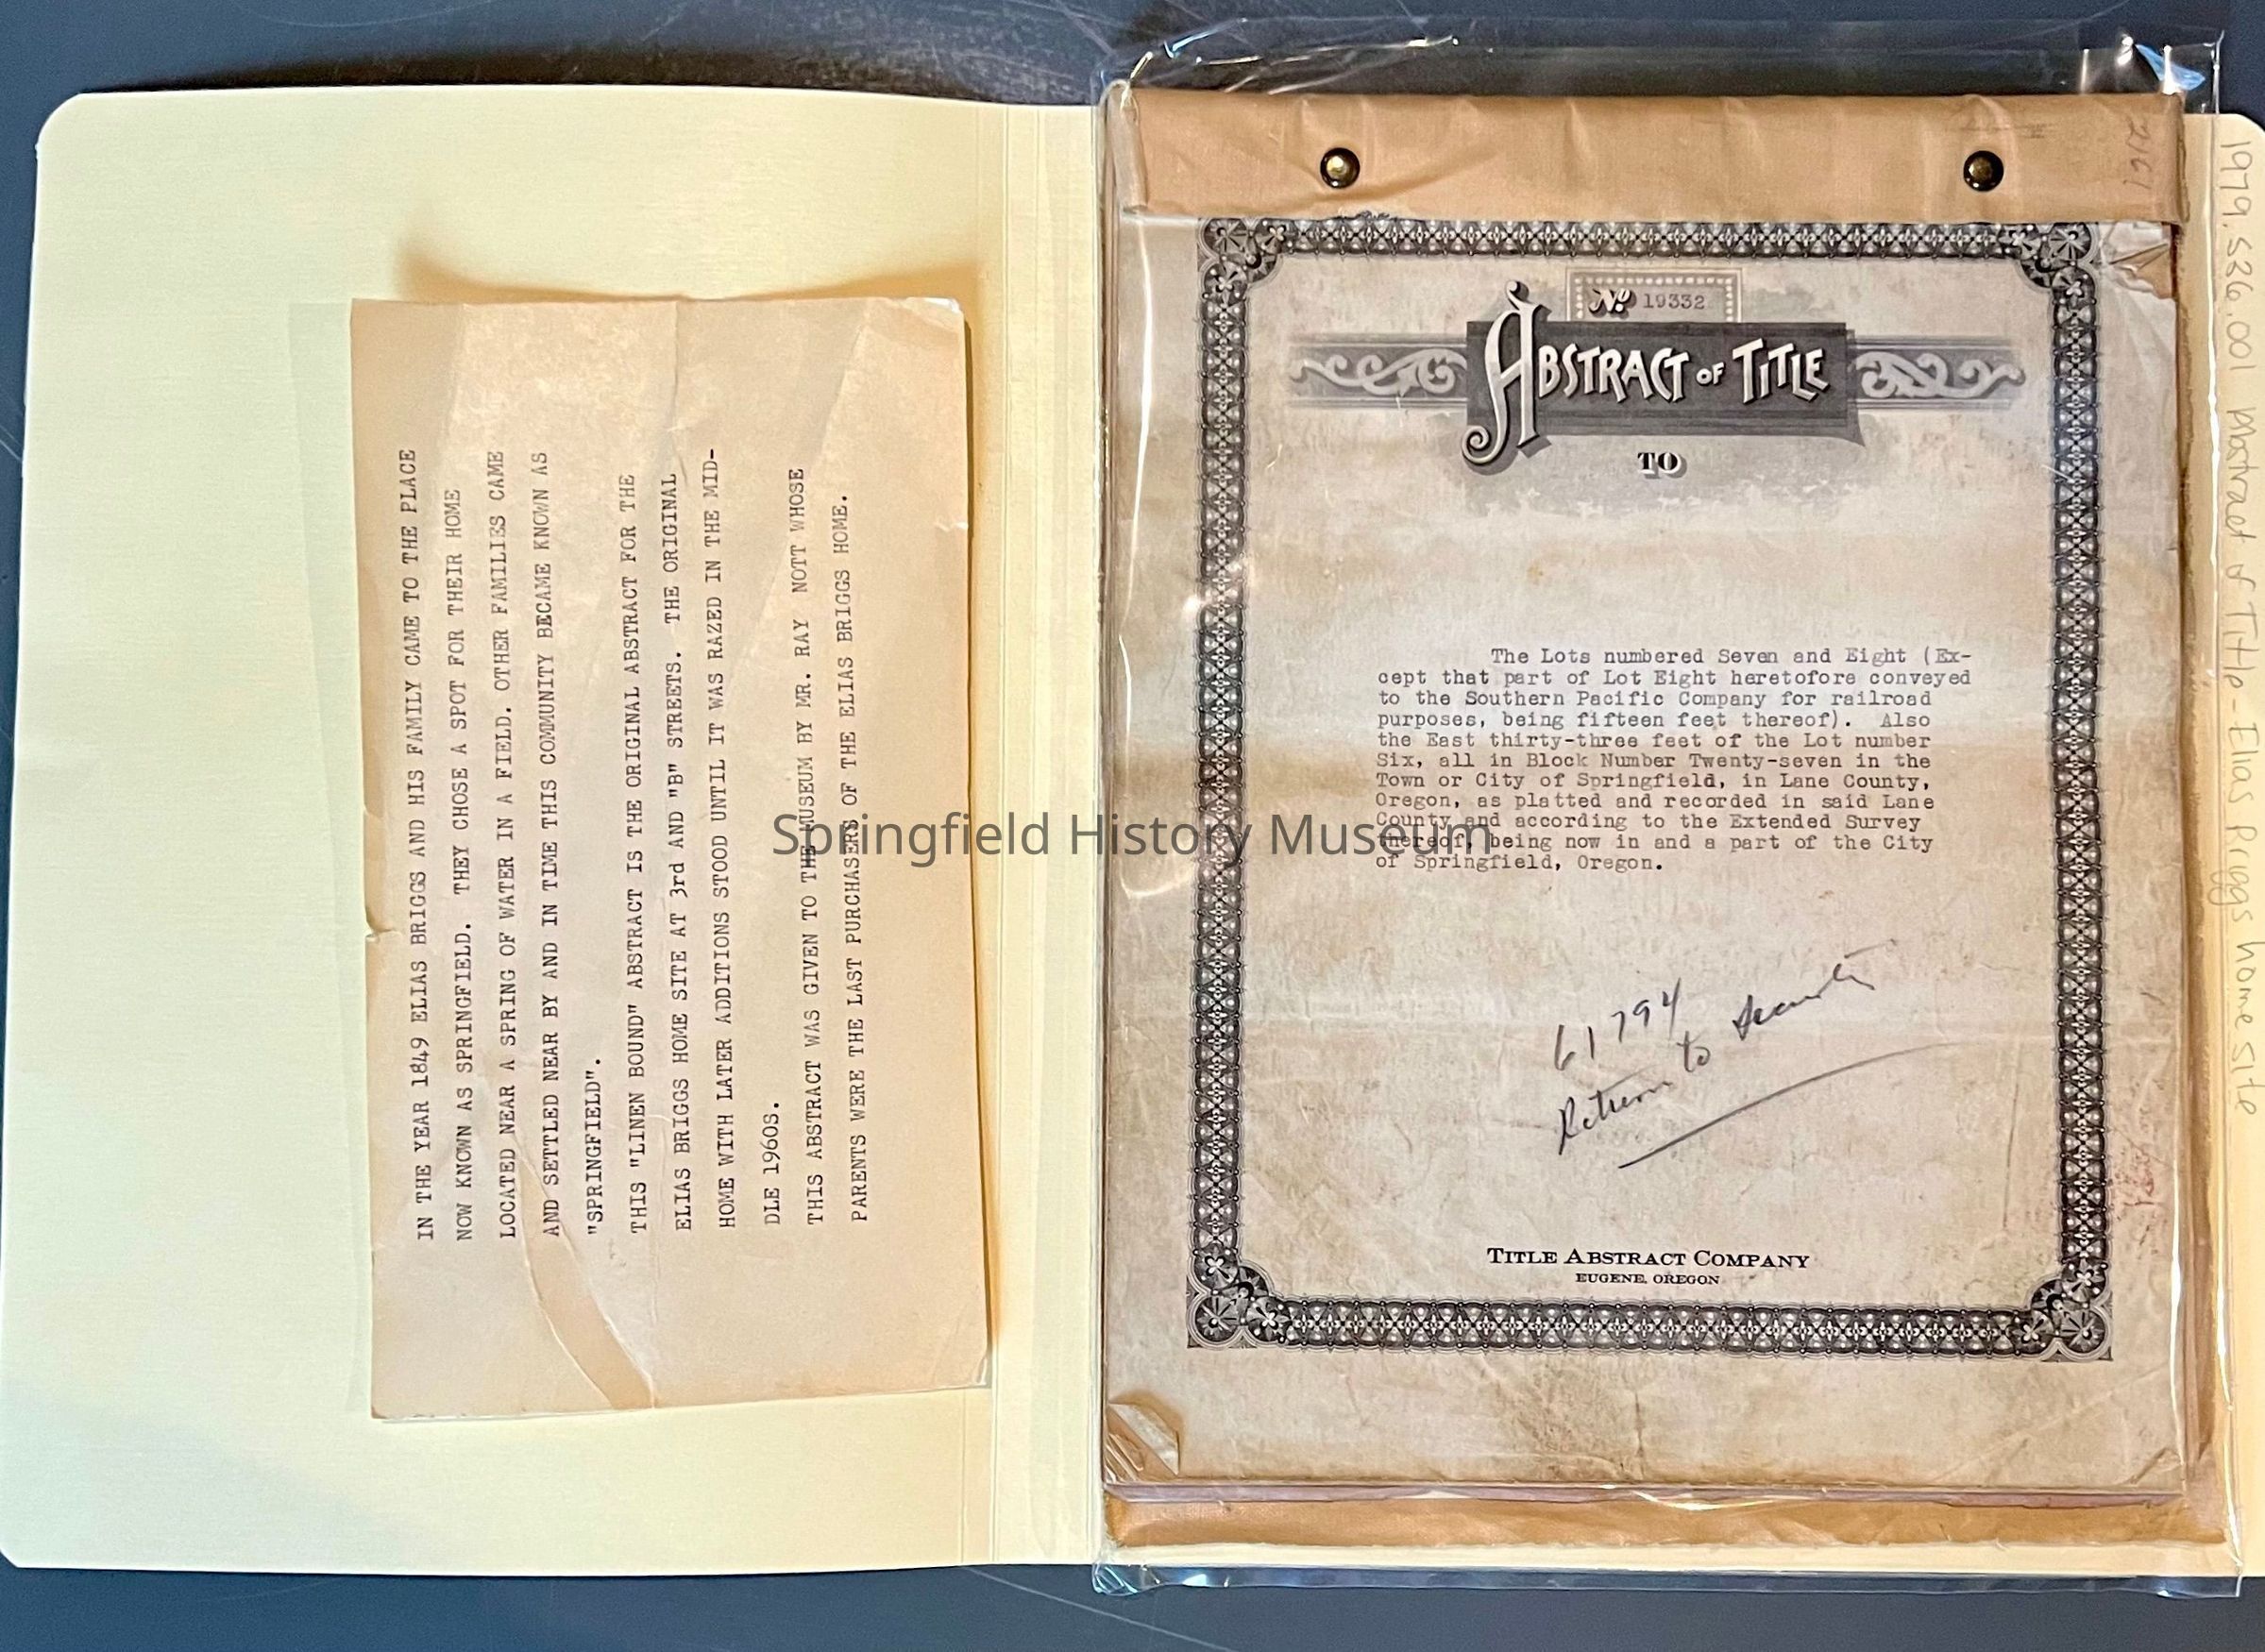 IN THE YEAR 1849 ELIAS BRIGGS AND HIS FAMILY CAME TO THE PLACE
NOW KNOWN AS SPRINGFIELD. THEY CHOSE A SPOT FOR THEIR HOME
LOCATED NEAR A SPRING OF WATER IN A FIELD. OTHER FAMILIES CAME
AND SETTLED NEAR BY AND IN TIME THIS COMMUNITY BECAME KNOWN AS
"SPRINGFIELD".
THIS "LINEN BOUND" ABSTRACT IS THE ORIGINAL ABSTRACT FOR THE
ELIAS BRIGGS HOME SITE AT 3rd AND "B" STREETS. THE ORIGINAL
HOME WITH LATER ADDITIONS STOOD UNTIL IT WAS RAZED IN THE MID-
DLE 1960S.
THIS ABSTRACT WAS GIVEN TO THE MUSEUM BY MR. RAY NOTT WHOSE
PARENTS WERE THE LAST PURCHASERS OF THE ELIAS BRIGGS HOME.
No. 19332
ABSTRACT OF TITLE
TO
The Lots numbered Seven and Eight (Ex-
cept that part of Lot Eight heretofore conveyed
to the Southern Pacific Company for railroad
purposes, being fifteen feet thereof). Also
the East thirty-three feet of the Lot number
Six, all in Block Number Twenty-seven in the
Town or City of Springfield, in Lane County,
Oregon, as platted and recorded in said Lane
County and according to the Extended Survey
thereof, being now in and a part of the City
of Springfield, Oregon.
61794
Return to Security
TITLE ABSTRACT COMPANY
EUGENE, OREGON
1979.526.001 Abstract of Title - Elias Briggs home site
Springfield History Museum